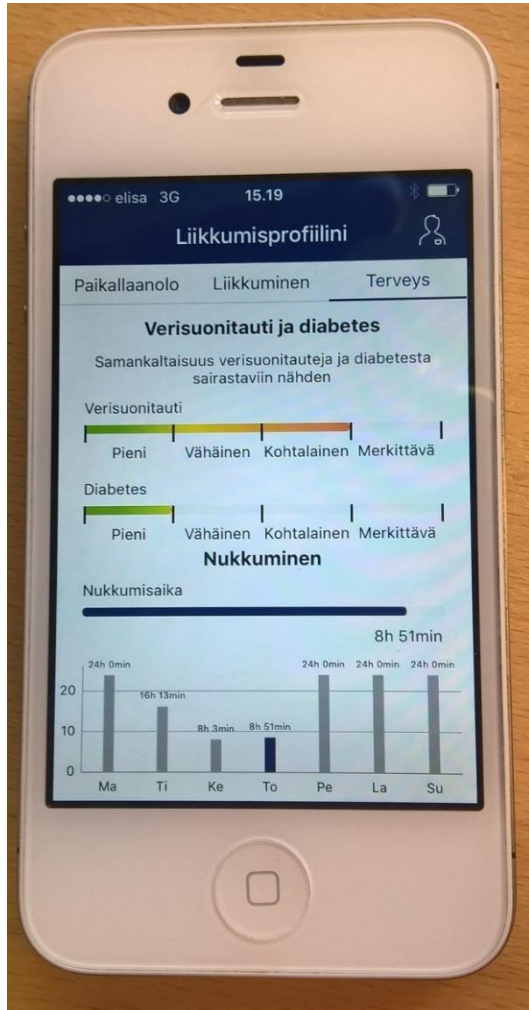 elisa 3G 15.19
Liikkumisprofiilini
Paikallaanolo Liikkuminen Terveys
Verisuonitauti ja diabetes
Samankaltaisuus verisuonitauteja ja diabetesta
sairastaviin nähden
Verisuonitauti
Pieni Vähäinen Kohtalainen Merkittävä
Diabetes
Pieni Vähäinen Kohtalainen Merkittävä
Nukkuminen
Nukkumisaika
8h 51min
24h 0min 16h 13min 8h 3min 8h 51min 24h 0min 24h 0min 24h 0min
20
10
0
Ma Ti Ke To Pe La Su